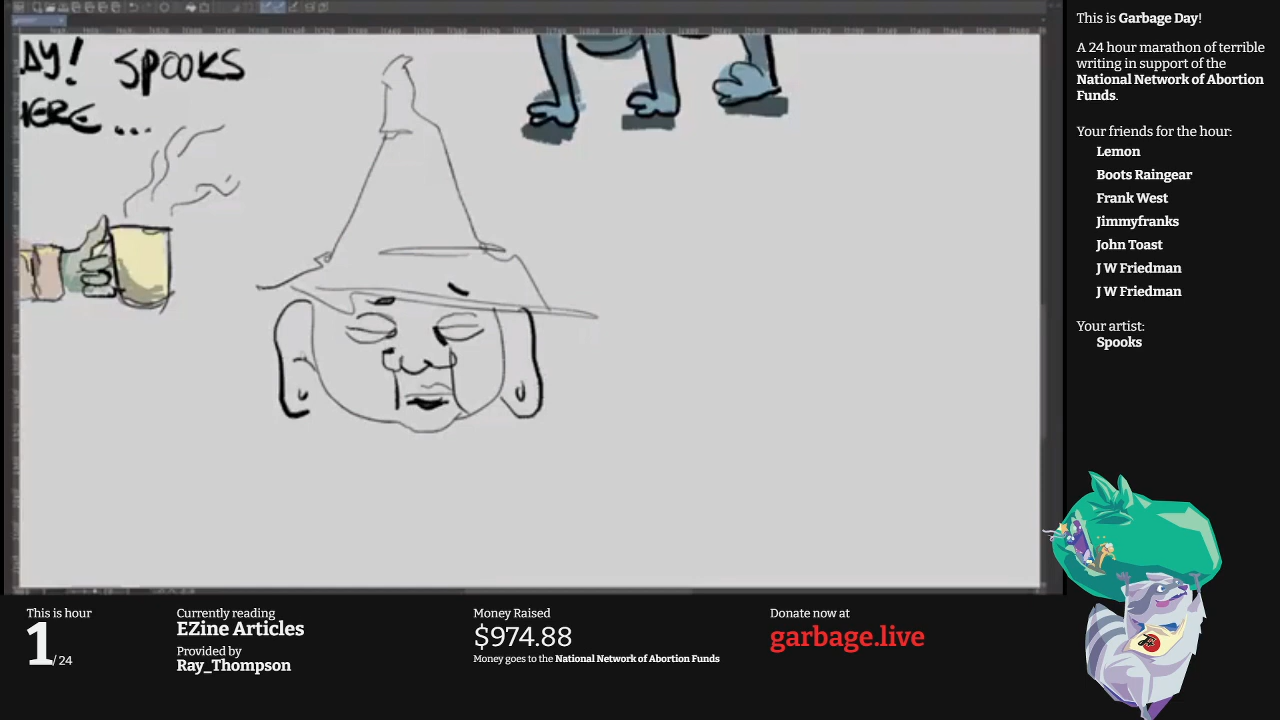 AY! SPOOKS
HERE...
This is Garbage Day!
A 24 hour marathon of terrible
writing in support of the
National Network of Abortion
Funds.
Your friends for the hour:
Lemon
Boots Raingear
Frank West
Jimmyfranks
John Toast
J W Friedman
J W Friedman
Your artist:
Spooks
This is hour
1/ 24
Currently reading
EZine Articles
Provided by
Ray_Thompson
Money Raised
$974.88
Money goes to the National Network of Abortion Funds
Donate now at
garbage.live